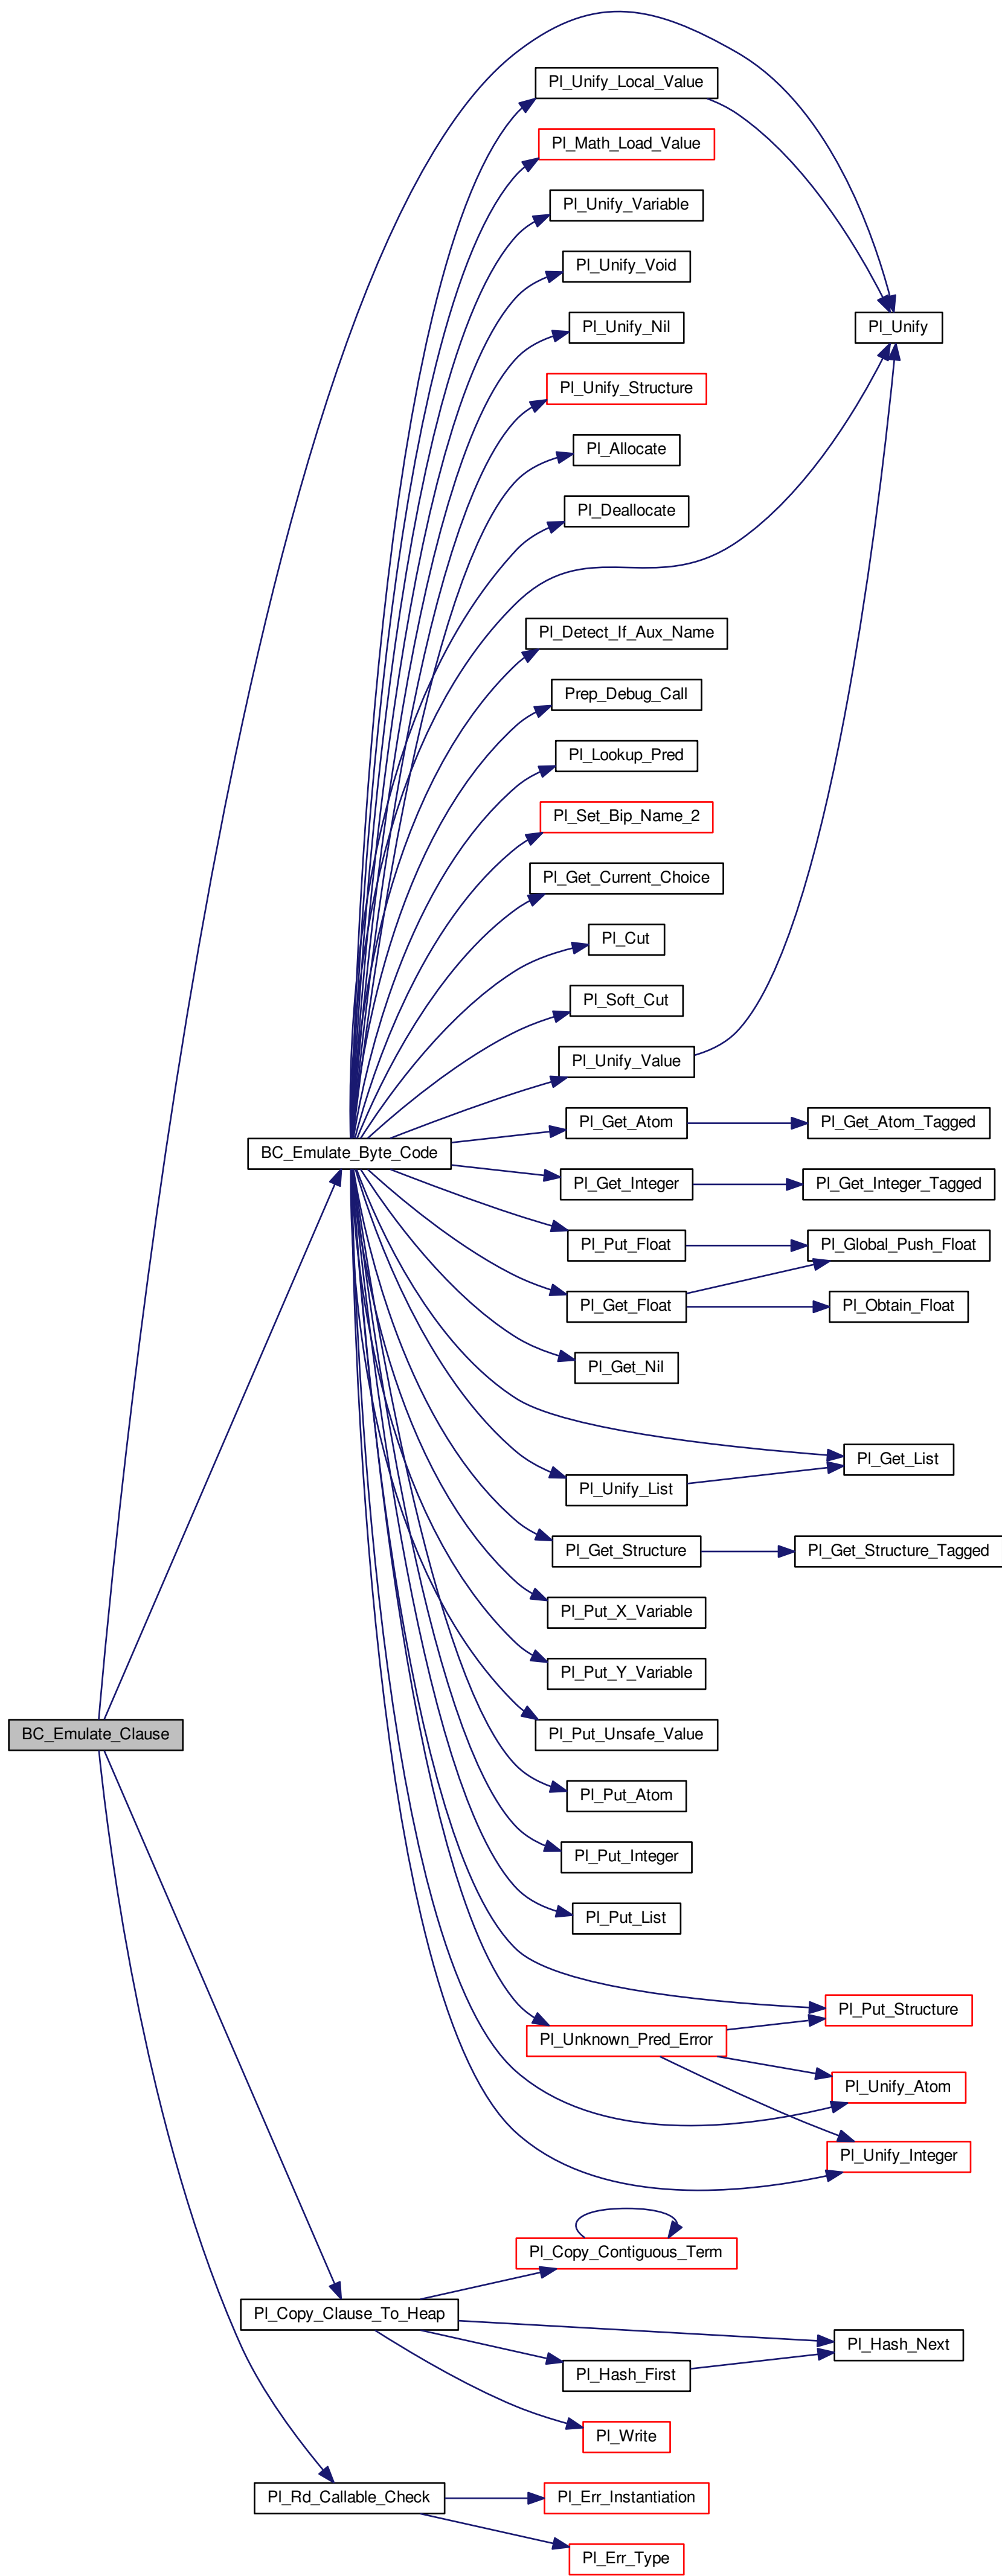 Pl_Unify_Local_Value
Pl_Math_Load_Value
Pl_Unify_Variable
Pl_Unify_Void
Pl_Unify_Nil
Pl_Unify
Pl_Unify_Structure
Pl_Allocate
Pl_Deallocate
Pl_Detect_If_Aux_Name
Prep_Debug_Call
Pl_Lookup_Pred
Pl_Set_Bip_Name_2
Pl_Get_Current_Choice
Pl_Cut
Pl_Soft_Cut
Pl_Unify_Value
Pl_Get_Atom
Pl_Get_Atom_Tagged
BC_Emulate_Byte_Code
Pl_Get_Integer
Pl_Get_Integer_Tagged
Pl_Put_Float
Pl_Global_Push_Float
Pl_Get_Float
Pl_Obtain_Float
Pl_Get_Nil
Pl_Get_List
Pl_Unify_List
Pl_Get_Structure
Pl_Get_Structure_Tagged
Pl_Put_X_Variable
Pl_Put_Y_Variable
BC_Emulate_Clause
Pl_Put_Unsafe_Value
Pl_Put_Atom
Pl_Put_Integer
Pl_Put_List
Pl_Put_Structure
Pl_Unknown_Pred_Error
Pl_Unify_Atom
Pl_Unify_Integer
Pl_Copy_Contiguous_Term
Pl_Copy_Clause_To_Heap
Pl_Hash_Next
Pl_Hash_First
Pl_Write
Pl_Rd_Callable_Check
Pl_Err_Instantiation
Pl_Err_Type